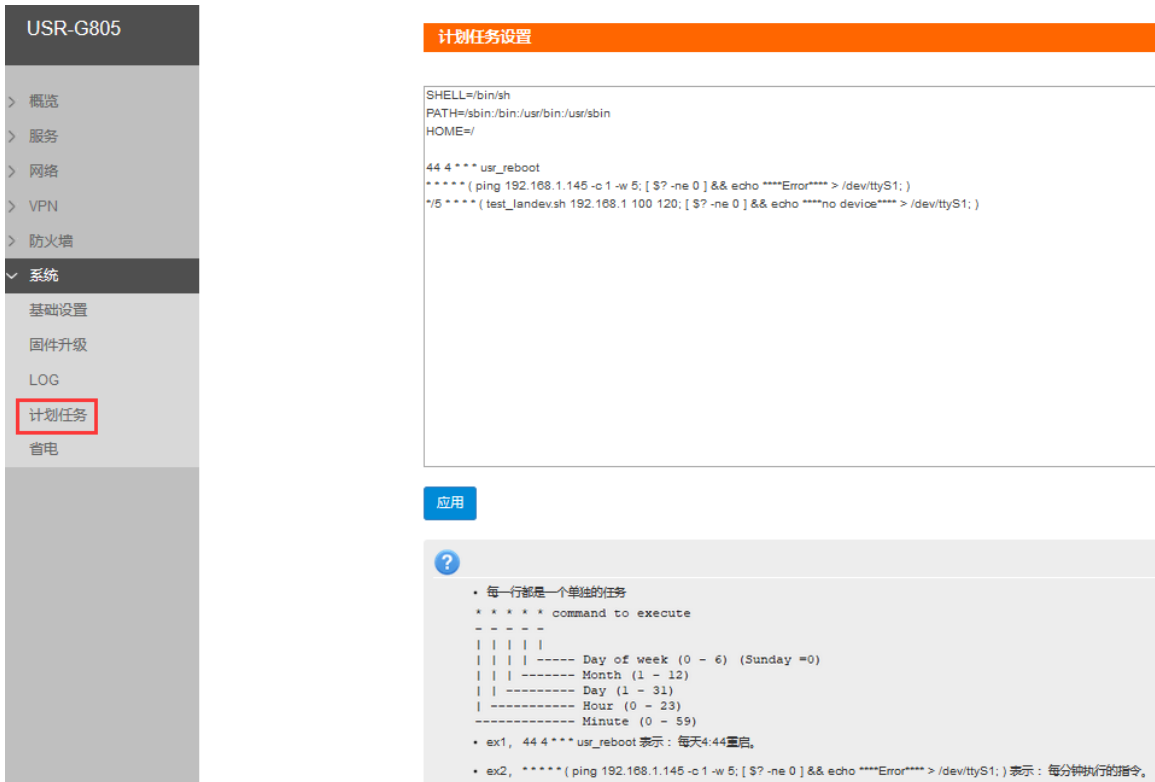 USR-G805
概览
服务
网络
VPN
防火墙
系统
基础设置
固件升级
LOG
计划任务
省电
计划任务设置
SHELL=/bin/sh
PATH=/sbin:/bin:/usr/bin:/usr/sbin
HOME=/
44 4 * * * usr_reboot
* * * * * ( ping 192.168.1.145 -c 1 -w 5; [ $? -ne 0 ] && echo ****Error**** > /dev/ttyS1; )
*/5 * * * * ( test_landev.sh 192.168.1 100 120; [ $? -ne 0 ] && echo ****no device**** > /dev/ttyS1; )
应用
?
• 每一行都是一个单独的任务
* * * * * command to execute
- - - - -
| | | | |
| | | | ----- Day of week (0 - 6) (Sunday =0)
| | | ------- Month (1 - 12)
| | --------- Day (1 - 31)
| ----------- Hour (0 - 23)
------------- Minute (0 - 59)
• ex1， 44 4 * * * usr_reboot 表示： 每天4:44重启。
• ex2， * * * * * ( ping 192.168.1.145 -c 1 -w 5; [ $? -ne 0 ] && echo ****Error**** > /dev/ttyS1; ) 表示： 每分钟执行的指令。